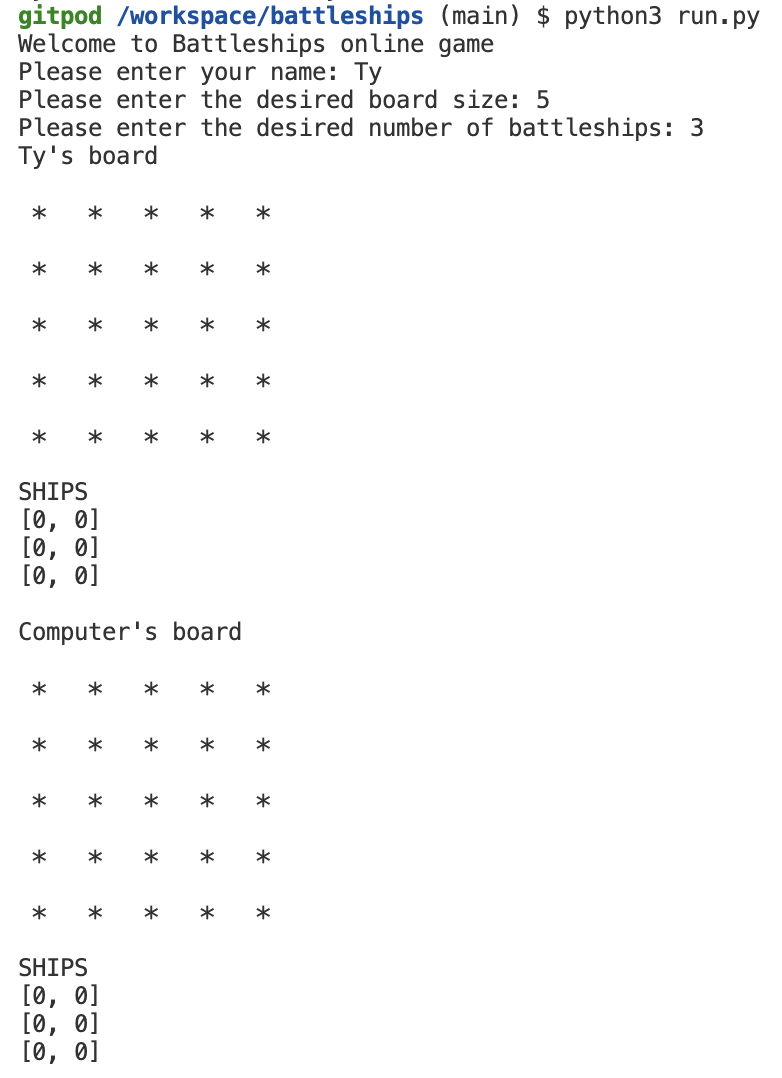 gitpod /workspace/battleships (main) $ python3 run.py
Welcome to Battleships online game
Please enter your name: Ty
Please enter the desired board size: 5
Please enter the desired number of battleships: 3
Ty's board
*   *   *   *   *
*   *   *   *   *
*   *   *   *   *
*   *   *   *   *
*   *   *   *   *
SHIPS
[0, 0]
[0, 0]
[0, 0]
Computer's board
*   *   *   *   *
*   *   *   *   *
*   *   *   *   *
*   *   *   *   *
*   *   *   *   *
SHIPS
[0, 0]
[0, 0]
[0, 0]